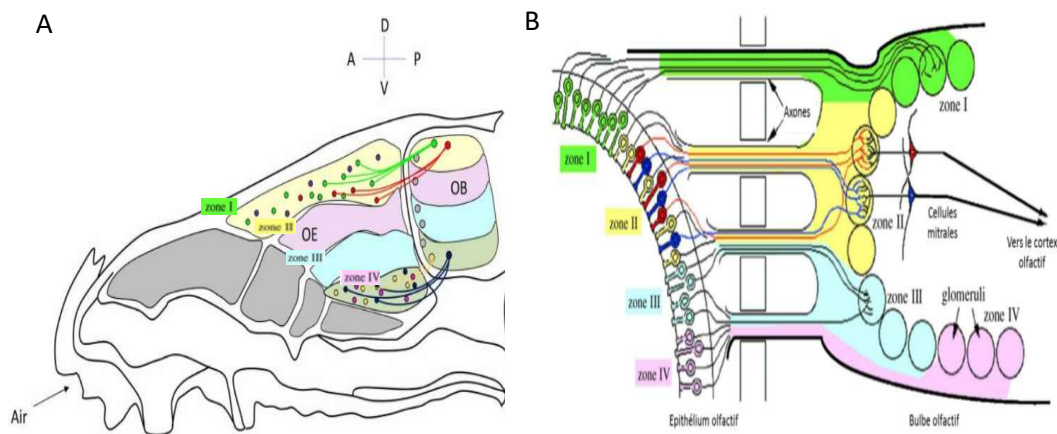 A
D
A P
V
zone I
zone II
OB
OE
zone III
zone IV
Air
B
zone I
Axones
zone I
zone II
zone II
Cellules
mitrales
Vers le cortex
olfactif
zone III
zone III
glomeruli
zone IV
zone IV
Epithélium olfactif
Bulbe olfactif